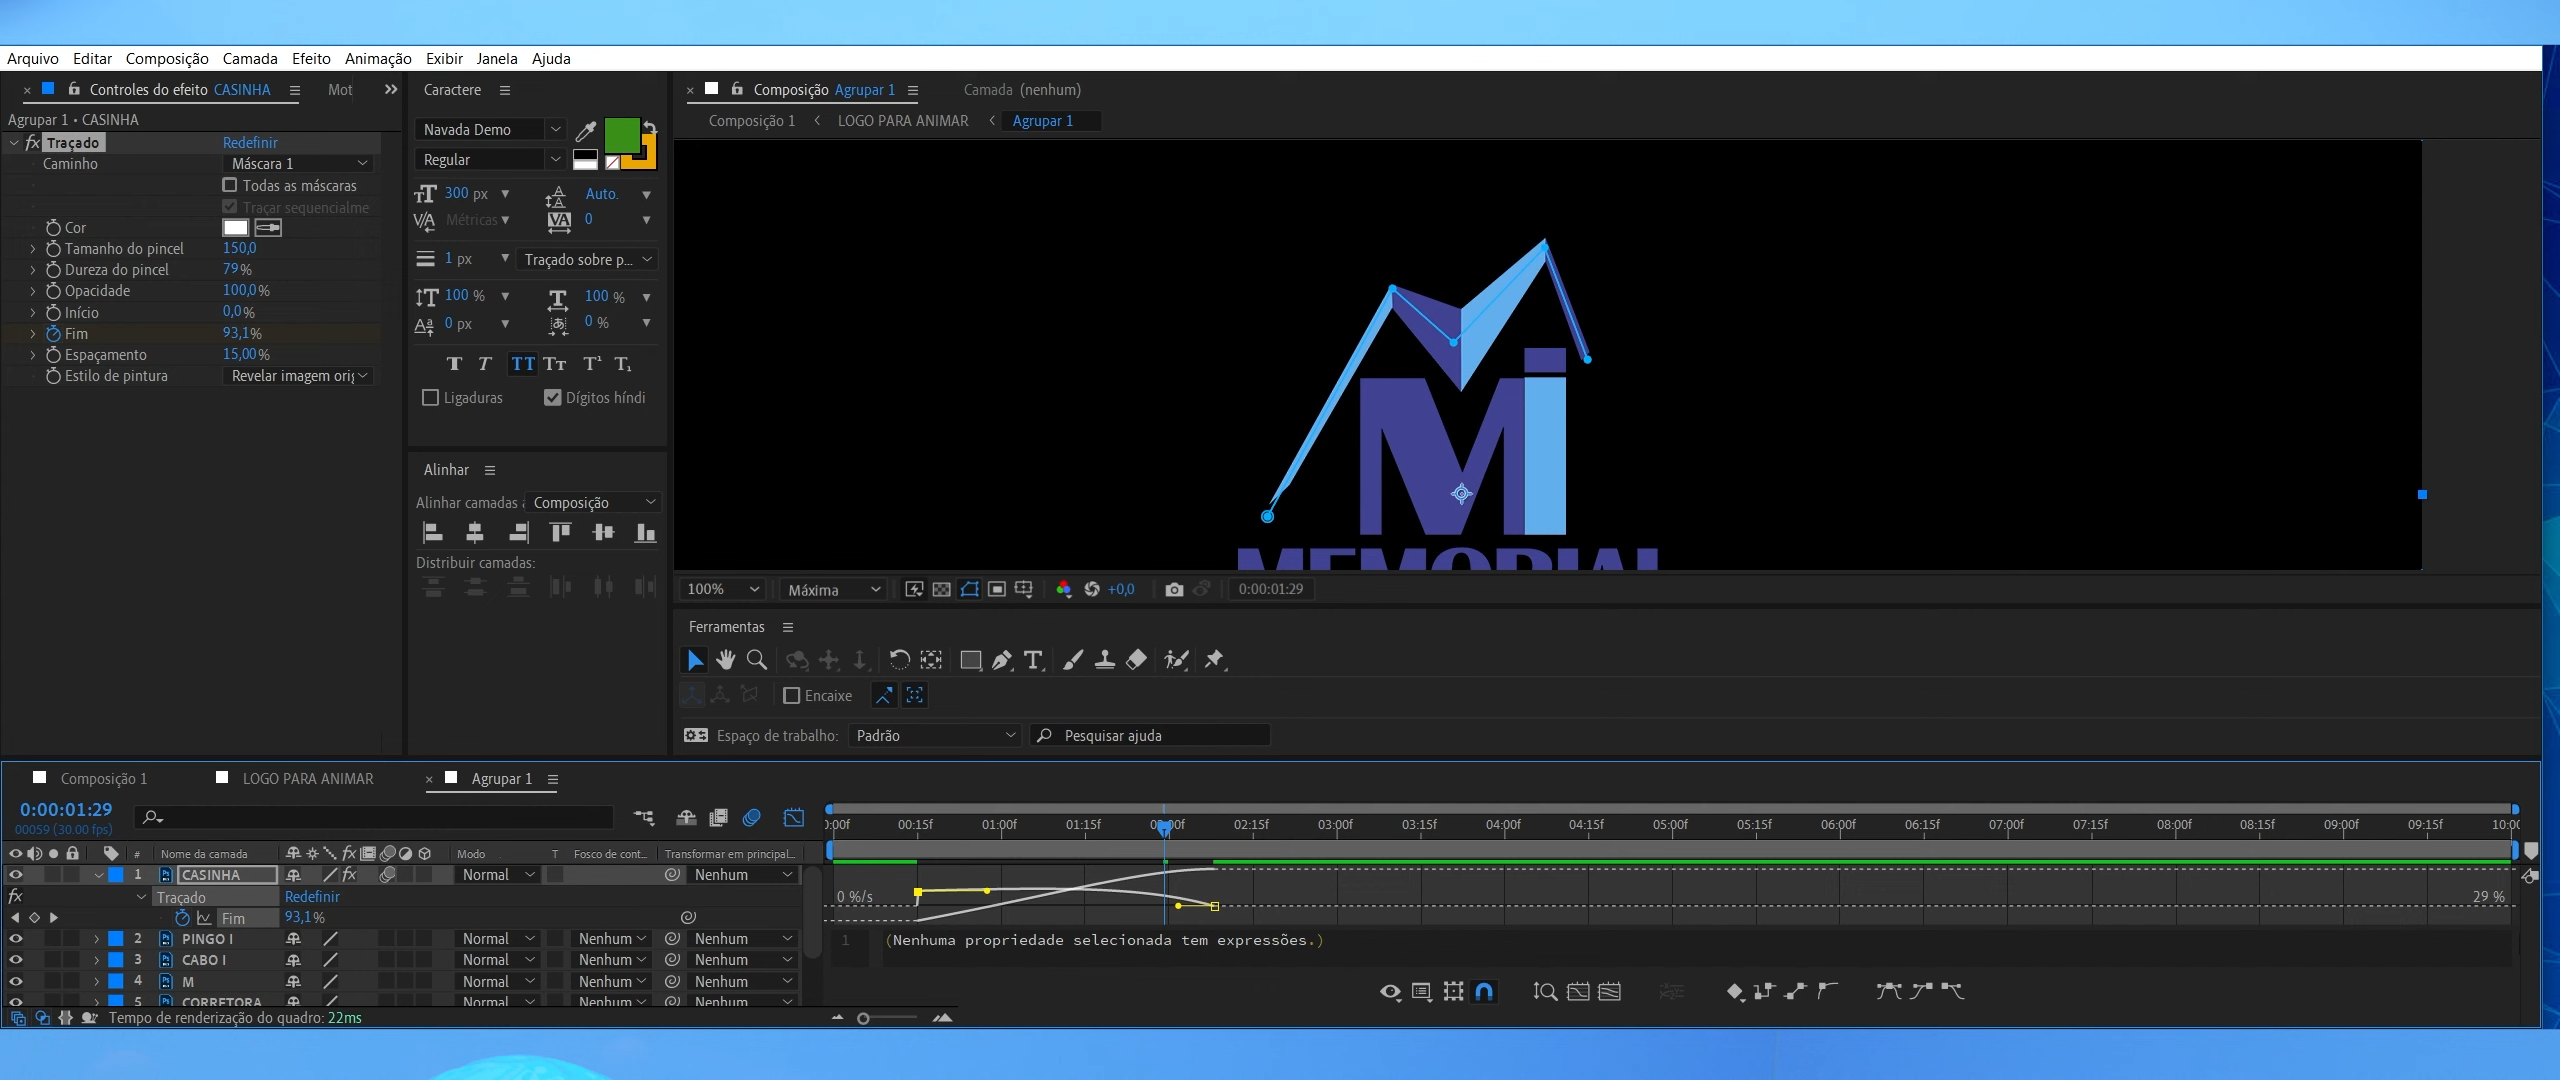 Arquivo Editar Composição Camada Efeito Animação Exibir Janela Ajuda
Controles do efeito CASINHA
Mot
Agrupar 1 • CASINHA
fx Traçado Redefinir
Caminho Máscara 1
Todas as máscaras
Traçar sequencialme
Cor
Tamanho do pincel 150,0
Dureza do pincel 79%
Opacidade 100,0%
Início 0,0%
Fim 93,1%
Espaçamento 15,00%
Estilo de pintura Revelar imagem orig
Caractere
Navada Demo
Regular
300 px Auto.
Métricas 0
1 px Traçado sobre p...
100 % 100 %
0 px 0 %
Ligaduras Dígitos híndi
Alinhar
Alinhar camadas Composição
Distribuir camadas:
Composição Agrupar 1
Camada (nenhum)
Composição 1 < LOGO PARA ANIMAR < Agrupar 1
Mi
MEMORIAL
100% Máxima +0,0 0:00:01:29
Ferramentas
Encaixe
Espaço de trabalho: Padrão Pesquisar ajuda
Composição 1 LOGO PARA ANIMAR Agrupar 1
0:00:01:29
00059 (30.00 fps)
:00f 00:15f 01:00f 01:15f 02:00f 02:15f 03:00f 03:15f 04:00f 04:15f 05:00f 05:15f 06:00f 06:15f 07:00f 07:15f 08:00f 08:15f 09:00f 09:15f 10:00
# Nome da camada Modo T Fosco de cont... Transformar em principal...
1 CASINHA Normal Nenhum
fx Traçado Redefinir
Fim 93,1%
0 %/s
29 %
2 PINGO I Normal Nenhum Nenhum
3 CABO I Normal Nenhum Nenhum
4 M Normal Nenhum Nenhum
5 CORRETORA Normal Nenhum Nenhum
1 (Nenhuma propriedade selecionada tem expressões.)
Tempo de renderização do quadro: 22ms